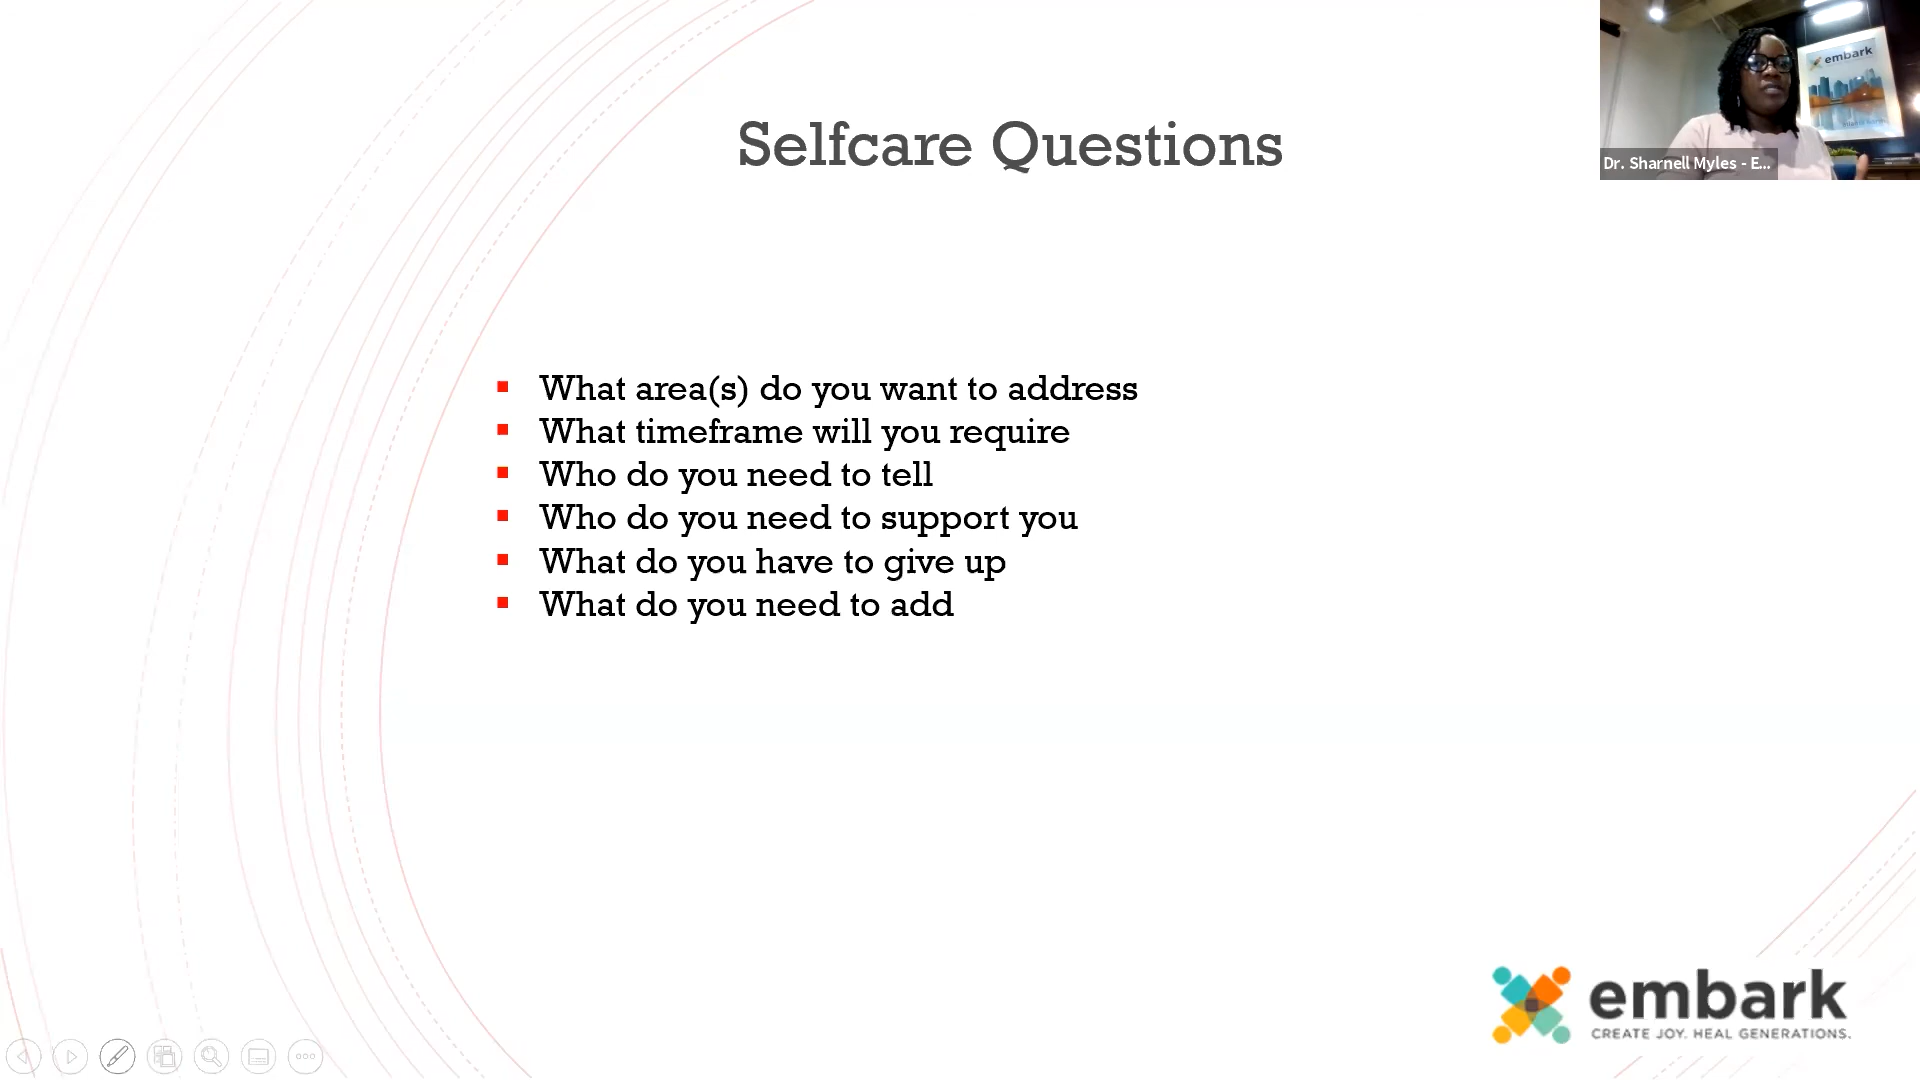 embark
Dr. Sharnell Myles - E...
Selfcare Questions
What area(s) do you want to address
What timeframe will you require
Who do you need to tell
Who do you need to support you
What do you have to give up
What do you need to add
embark
CREATE JOY. HEAL GENERATIONS.